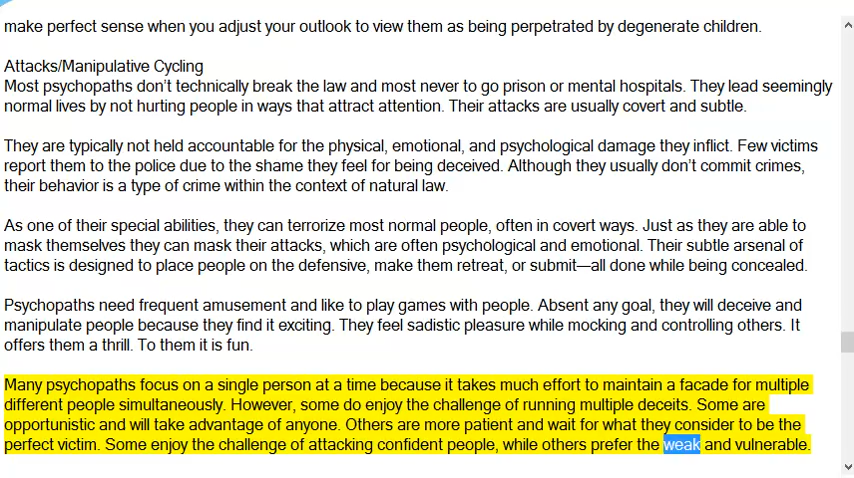 make perfect sense when you adjust your outlook to view them as being perpetrated by degenerate children.
Attacks/Manipulative Cycling
Most psychopaths don’t technically break the law and most never to go prison or mental hospitals. They lead seemingly
normal lives by not hurting people in ways that attract attention. Their attacks are usually covert and subtle.
They are typically not held accountable for the physical, emotional, and psychological damage they inflict. Few victims
report them to the police due to the shame they feel for being deceived. Although they usually don’t commit crimes,
their behavior is a type of crime within the context of natural law.
As one of their special abilities, they can terrorize most normal people, often in covert ways. Just as they are able to
mask themselves they can mask their attacks, which are often psychological and emotional. Their subtle arsenal of
tactics is designed to place people on the defensive, make them retreat, or submit—all done while being concealed.
Psychopaths need frequent amusement and like to play games with people. Absent any goal, they will deceive and
manipulate people because they find it exciting. They feel sadistic pleasure while mocking and controlling others. It
offers them a thrill. To them it is fun.
Many psychopaths focus on a single person at a time because it takes much effort to maintain a facade for multiple
different people simultaneously. However, some do enjoy the challenge of running multiple deceits. Some are
opportunistic and will take advantage of anyone. Others are more patient and wait for what they consider to be the
perfect victim. Some enjoy the challenge of attacking confident people, while others prefer the weak and vulnerable.